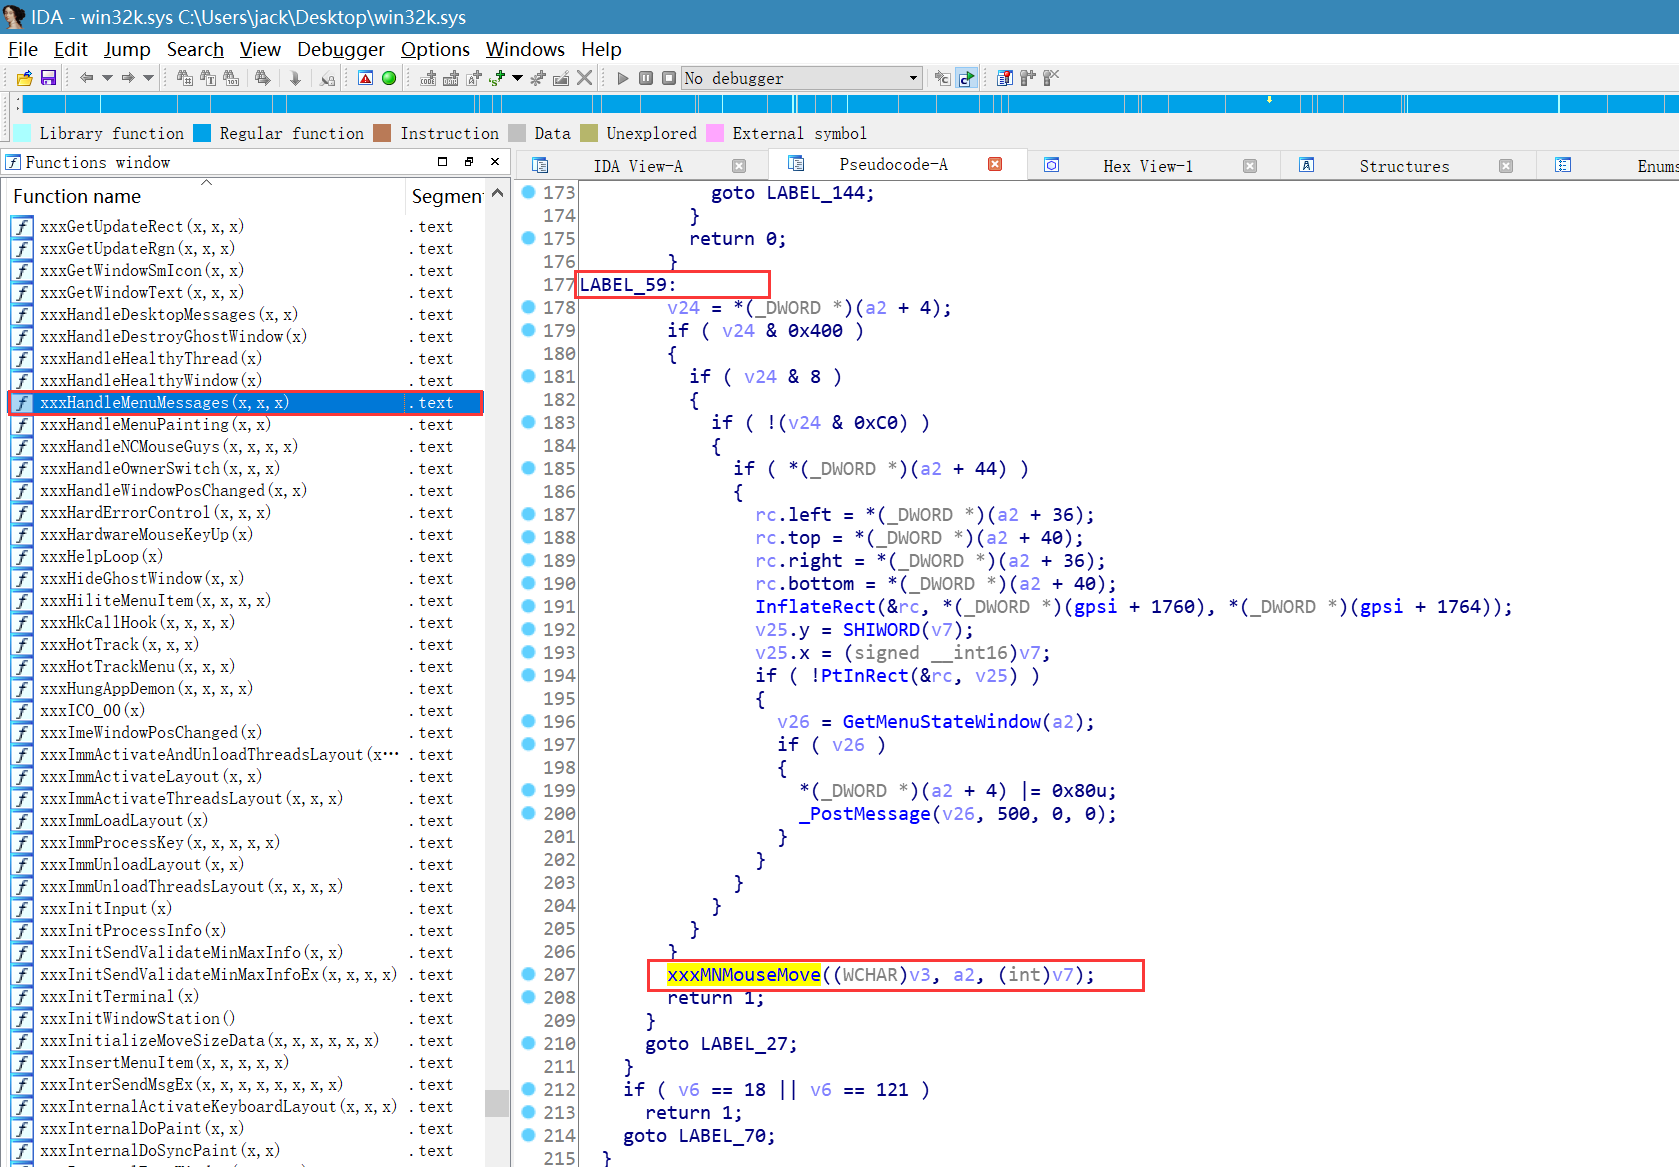 IDA - win32k.sys C:\Users\jack\Desktop\win32k.sys
File Edit Jump Search View Debugger Options Windows Help
No debugger
Library function Regular function Instruction Data Unexplored External symbol
Functions window
IDA View-A Pseudocode-A Hex View-1 Structures Enums
Function name Segment
xxxGetUpdateRect(x,x,x) .text
xxxGetUpdateRgn(x,x,x) .text
xxxGetWindowSmIcon(x,x) .text
xxxGetWindowText(x,x,x) .text
xxxHandleDesktopMessages(x,x) .text
xxxHandleDestroyGhostWindow(x) .text
xxxHandleHealthyThread(x) .text
xxxHandleHealthyWindow(x) .text
xxxHandleMenuMessages(x,x,x) .text
xxxHandleMenuPainting(x,x) .text
xxxHandleNCMouseGuys(x,x,x,x) .text
xxxHandleOwnerSwitch(x,x,x) .text
xxxHandleWindowPosChanged(x,x) .text
xxxHardErrorControl(x,x,x) .text
xxxHardwareMouseKeyUp(x) .text
xxxHelpLoop(x) .text
xxxHideGhostWindow(x,x) .text
xxxHiliteMenuItem(x,x,x,x) .text
xxxHkCallHook(x,x,x,x) .text
xxxHotTrack(x,x,x) .text
xxxHotTrackMenu(x,x,x) .text
xxxHungAppDemon(x,x,x,x) .text
xxxICO_00(x) .text
xxxImeWindowPosChanged(x) .text
xxxImmActivateAndUnloadThreadsLayout(x… .text
xxxImmActivateLayout(x,x) .text
xxxImmActivateThreadsLayout(x,x,x) .text
xxxImmLoadLayout(x) .text
xxxImmProcessKey(x,x,x,x,x) .text
xxxImmUnloadLayout(x,x) .text
xxxImmUnloadThreadsLayout(x,x,x,x) .text
xxxInitInput(x) .text
xxxInitProcessInfo(x) .text
xxxInitSendValidateMinMaxInfo(x,x) .text
xxxInitSendValidateMinMaxInfoEx(x,x,x,x) .text
xxxInitTerminal(x) .text
xxxInitWindowStation() .text
xxxInitializeMoveSizeData(x,x,x,x,x) .text
xxxInsertMenuItem(x,x,x,x,x) .text
xxxInterSendMsgEx(x,x,x,x,x,x,x) .text
xxxInternalActivateKeyboardLayout(x,x,x) .text
xxxInternalDoPaint(x,x) .text
xxxInternalDoSyncPaint(x,x) .text
173 goto LABEL_144;
174 }
175 return 0;
176 }
177 LABEL_59:
178 v24 = *(_DWORD *)(a2 + 4);
179 if ( v24 & 0x400 )
180 {
181 if ( v24 & 8 )
182 {
183 if ( !(v24 & 0xC0) )
184 {
185 if ( *(_DWORD *)(a2 + 44) )
186 {
187 rc.left = *(_DWORD *)(a2 + 36);
188 rc.top = *(_DWORD *)(a2 + 40);
189 rc.right = *(_DWORD *)(a2 + 36);
190 rc.bottom = *(_DWORD *)(a2 + 40);
191 InflateRect(&rc, *(_DWORD *)(gpsi + 1760), *(_DWORD *)(gpsi + 1764));
192 v25.y = SHIWORD(v7);
193 v25.x = (signed __int16)v7;
194 if ( !PtInRect(&rc, v25) )
195 {
196 v26 = GetMenuStateWindow(a2);
197 if ( v26 )
198 {
199 *(_DWORD *)(a2 + 4) |= 0x80u;
200 _PostMessage(v26, 500, 0, 0);
201 }
202 }
203 }
204 }
205 }
206 }
207 xxxMNMouseMove((WCHAR)v3, a2, (int)v7);
208 return 1;
209 }
210 goto LABEL_27;
211 }
212 if ( v6 == 18 || v6 == 121 )
213 return 1;
214 goto LABEL_70;
215 }